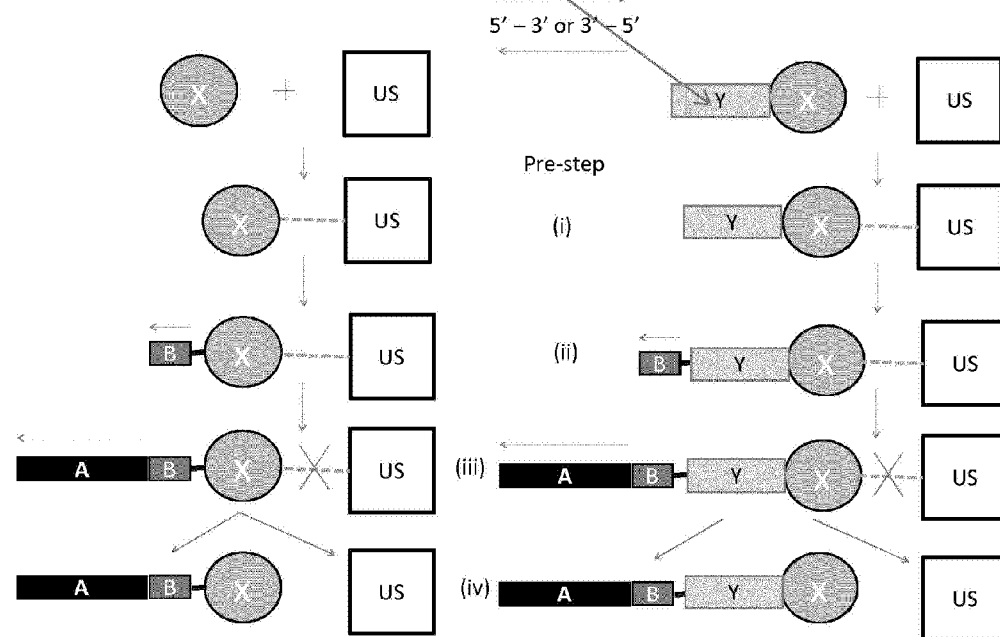 5′ – 3′ or 3′ – 5′
X + US Y X + US
Pre-step
X US (i) Y X US
B X US (ii) B Y X US
A B X US (iii) A B Y X US
A B X US (iv) A B Y X US